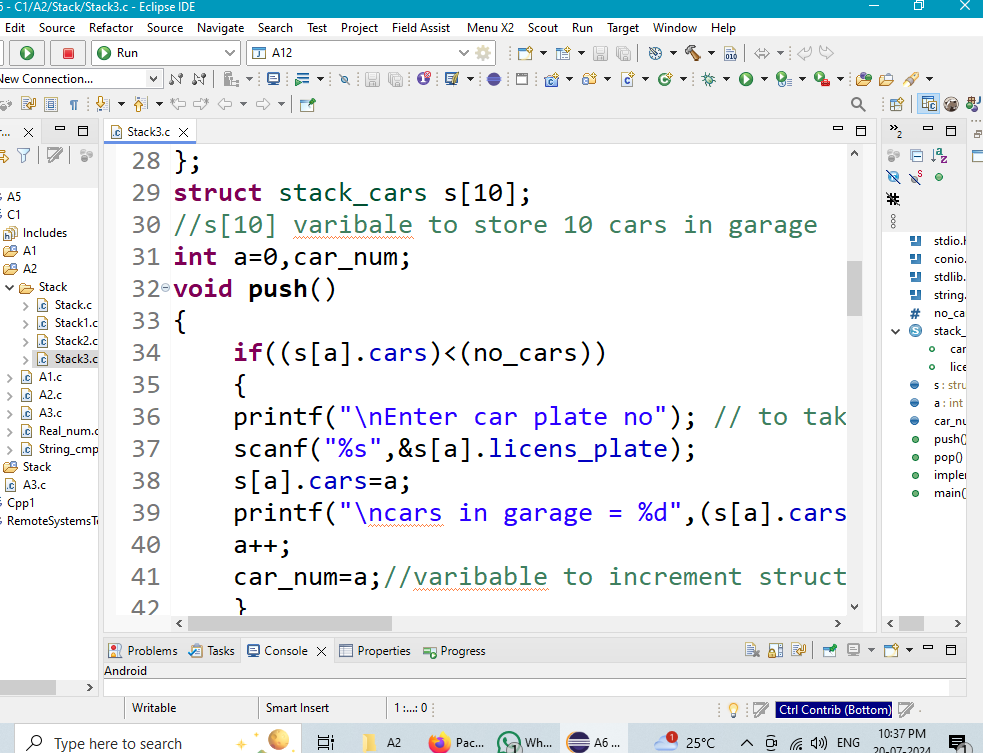 5 - C1/A2/Stack/Stack3.c - Eclipse IDE
Edit Source Refactor Source Navigate Search Text Project Field Assist Menu X2 Scout Run Target Window Help
Run A12
New Connection...
Stack3.c
A5
C1
Includes
A1
A2
Stack
Stack.c
Stack1.c
Stack2.c
Stack3.c
A1.c
A2.c
A3.c
Real_num.c
String_cmp
Stack
A3.c
Cpp1
RemoteSystemsTe
28 };
29 struct stack_cars s[10];
30 //s[10] varibale to store 10 cars in garage
31 int a=0,car_num;
32 void push()
33 {
34 if((s[a].cars)<(no_cars))
35 {
36 printf("\nEnter car plate no"); // to tak
37 scanf("%s",&s[a].licens_plate);
38 s[a].cars=a;
39 printf("\ncars in garage = %d",(s[a].cars
40 a++;
41 car_num=a;//varibable to increment struct
42 }
stdio.h
conio.
stdlib.
string.
no_ca
stack_
car
lice
s : stru
a : int
car_nu
push()
pop()
impler
main(
Problems Tasks Console Properties Progress
Android
Writable Smart Insert 1 :...: 0 Ctrl Contrib (Bottom)
Type here to search A2 Pac... Wh... A6 ... 25°C ENG 10:37 PM
20-07-2024